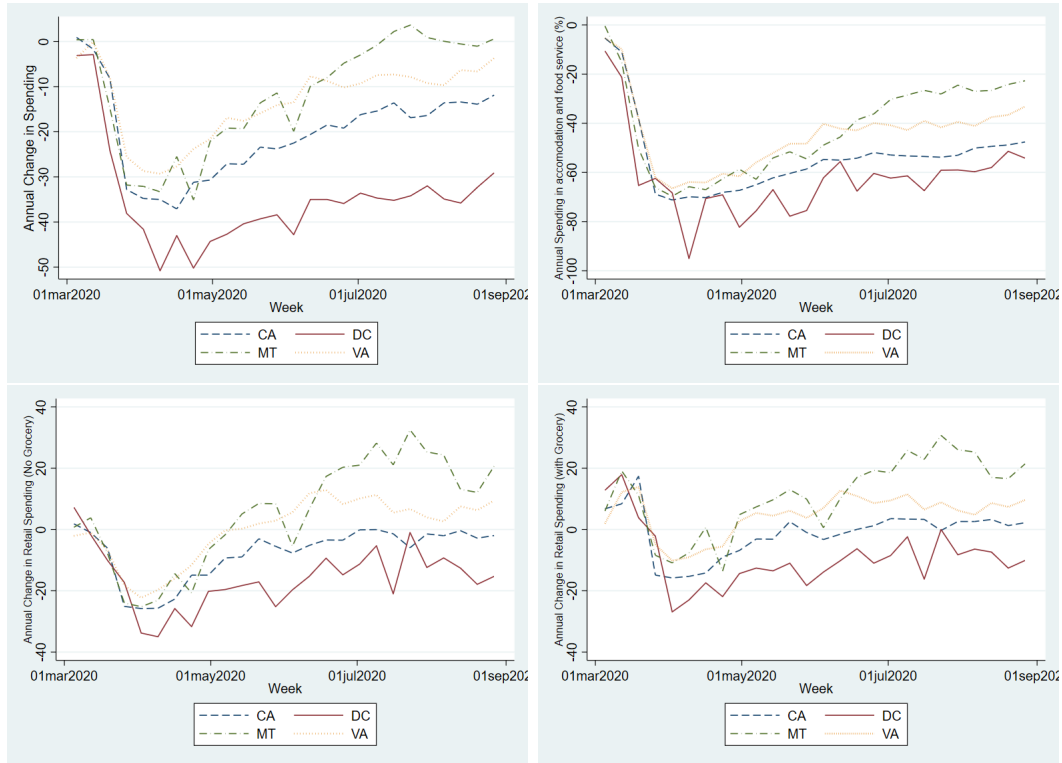 Annual Change in Spending
0
-10
-20
-30
-40
-50
01mar2020 01may2020 01jul2020 01sep202
Week
CA DC
MT VA
Annual Spending in accomodation and food service (%)
0
-20
-40
-60
-80
-100
01mar2020 01may2020 01jul2020 01sep202
Week
CA DC
MT VA
Annual Change in Retail Spending (No Grocery)
40
20
0
-20
-40
01mar2020 01may2020 01jul2020 01sep202
Week
CA DC
MT VA
Annual Change in Retail Spending (with Grocery)
40
20
0
-20
-40
01mar2020 01may2020 01jul2020 01sep202
Week
CA DC
MT VA